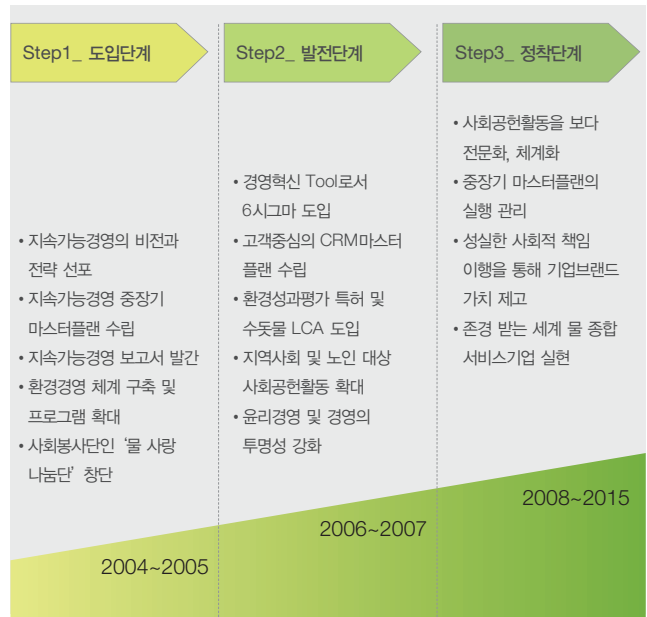 Step1_ 도입단계
• 지속가능경영의 비전과
전략 선포
• 지속가능경영 중장기
마스터플랜 수립
• 지속가능경영 보고서 발간
• 환경경영 체계 구축 및
프로그램 확대
• 사회봉사단인 ‘물 사랑
나눔단’ 창단
2004~2005
Step2_ 발전단계
• 경영혁신 Tool로서
6시그마 도입
• 고객중심의 CRM마스터
플랜 수립
• 환경성과평가 특허 및
수돗물 LCA 도입
• 지역사회 및 노인 대상
사회공헌활동 확대
• 윤리경영 및 경영의
투명성 강화
2006~2007
Step3_ 정착단계
• 사회공헌활동을 보다
전문화, 체계화
• 중장기 마스터플랜의
실행 관리
• 성실한 사회적 책임
이행을 통해 기업브랜드
가치 제고
• 존경 받는 세계 물 종합
서비스기업 실현
2008~2015